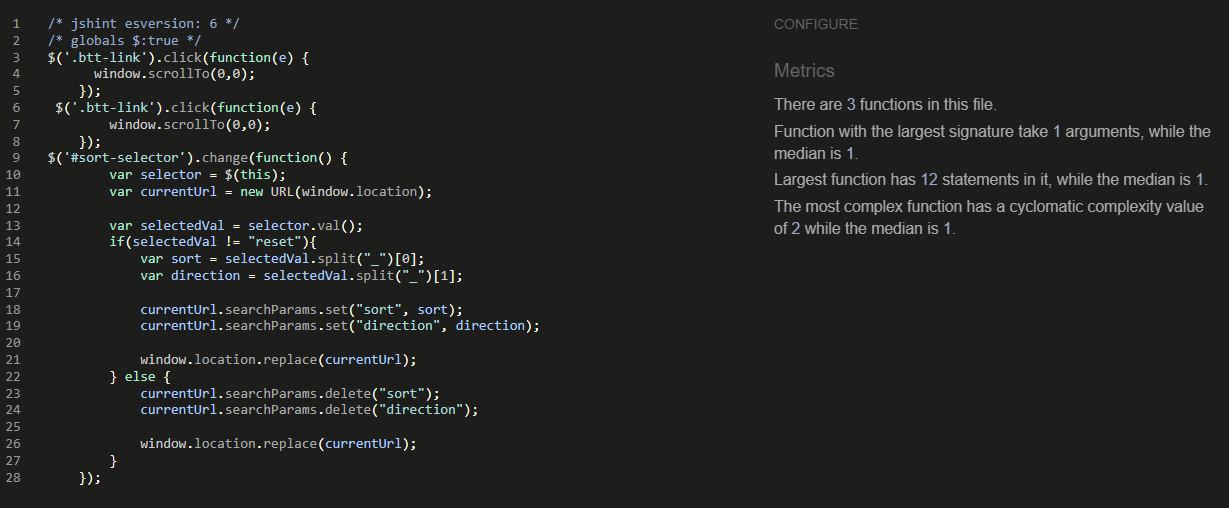 1 /* jshint esversion: 6 */
2 /* globals $:true */
3 $('.btt-link').click(function(e) {
4 window.scrollTo(0,0);
5 });
6 $('.btt-link').click(function(e) {
7 window.scrollTo(0,0);
8 });
9 $('#sort-selector').change(function() {
10 var selector = $(this);
11 var currentUrl = new URL(window.location);
12
13 var selectedVal = selector.val();
14 if(selectedVal != "reset"){
15 var sort = selectedVal.split("_")[0];
16 var direction = selectedVal.split("_")[1];
17
18 currentUrl.searchParams.set("sort", sort);
19 currentUrl.searchParams.set("direction", direction);
20
21 window.location.replace(currentUrl);
22 } else {
23 currentUrl.searchParams.delete("sort");
24 currentUrl.searchParams.delete("direction");
25
26 window.location.replace(currentUrl);
27 }
28 });
CONFIGURE
Metrics
There are 3 functions in this file.
Function with the largest signature take 1 arguments, while the
median is 1.
Largest function has 12 statements in it, while the median is 1.
The most complex function has a cyclomatic complexity value
of 2 while the median is 1.